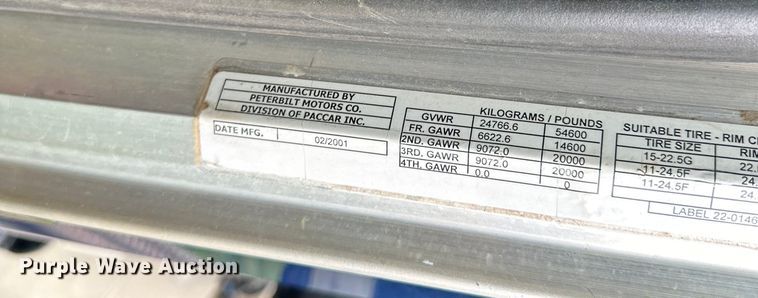 MANUFACTURED BY
PETERBILT MOTORS CO.
DIVISION OF PACCAR INC.
DATE MFG. 02/2001
KILOGRAMS / POUNDS
GVWR 24766.6 54600
FR. GAWR 6622.6 14600
2ND. GAWR 9072.0 20000
3RD. GAWR 9072.0 20000
4TH. GAWR 0.0 0
SUITABLE TIRE - RIM
TIRE SIZE
15-22.5G 22.
11-24.5F 24.
11-24.5F 24.
LABEL 22-0146
Purple Wave Auction